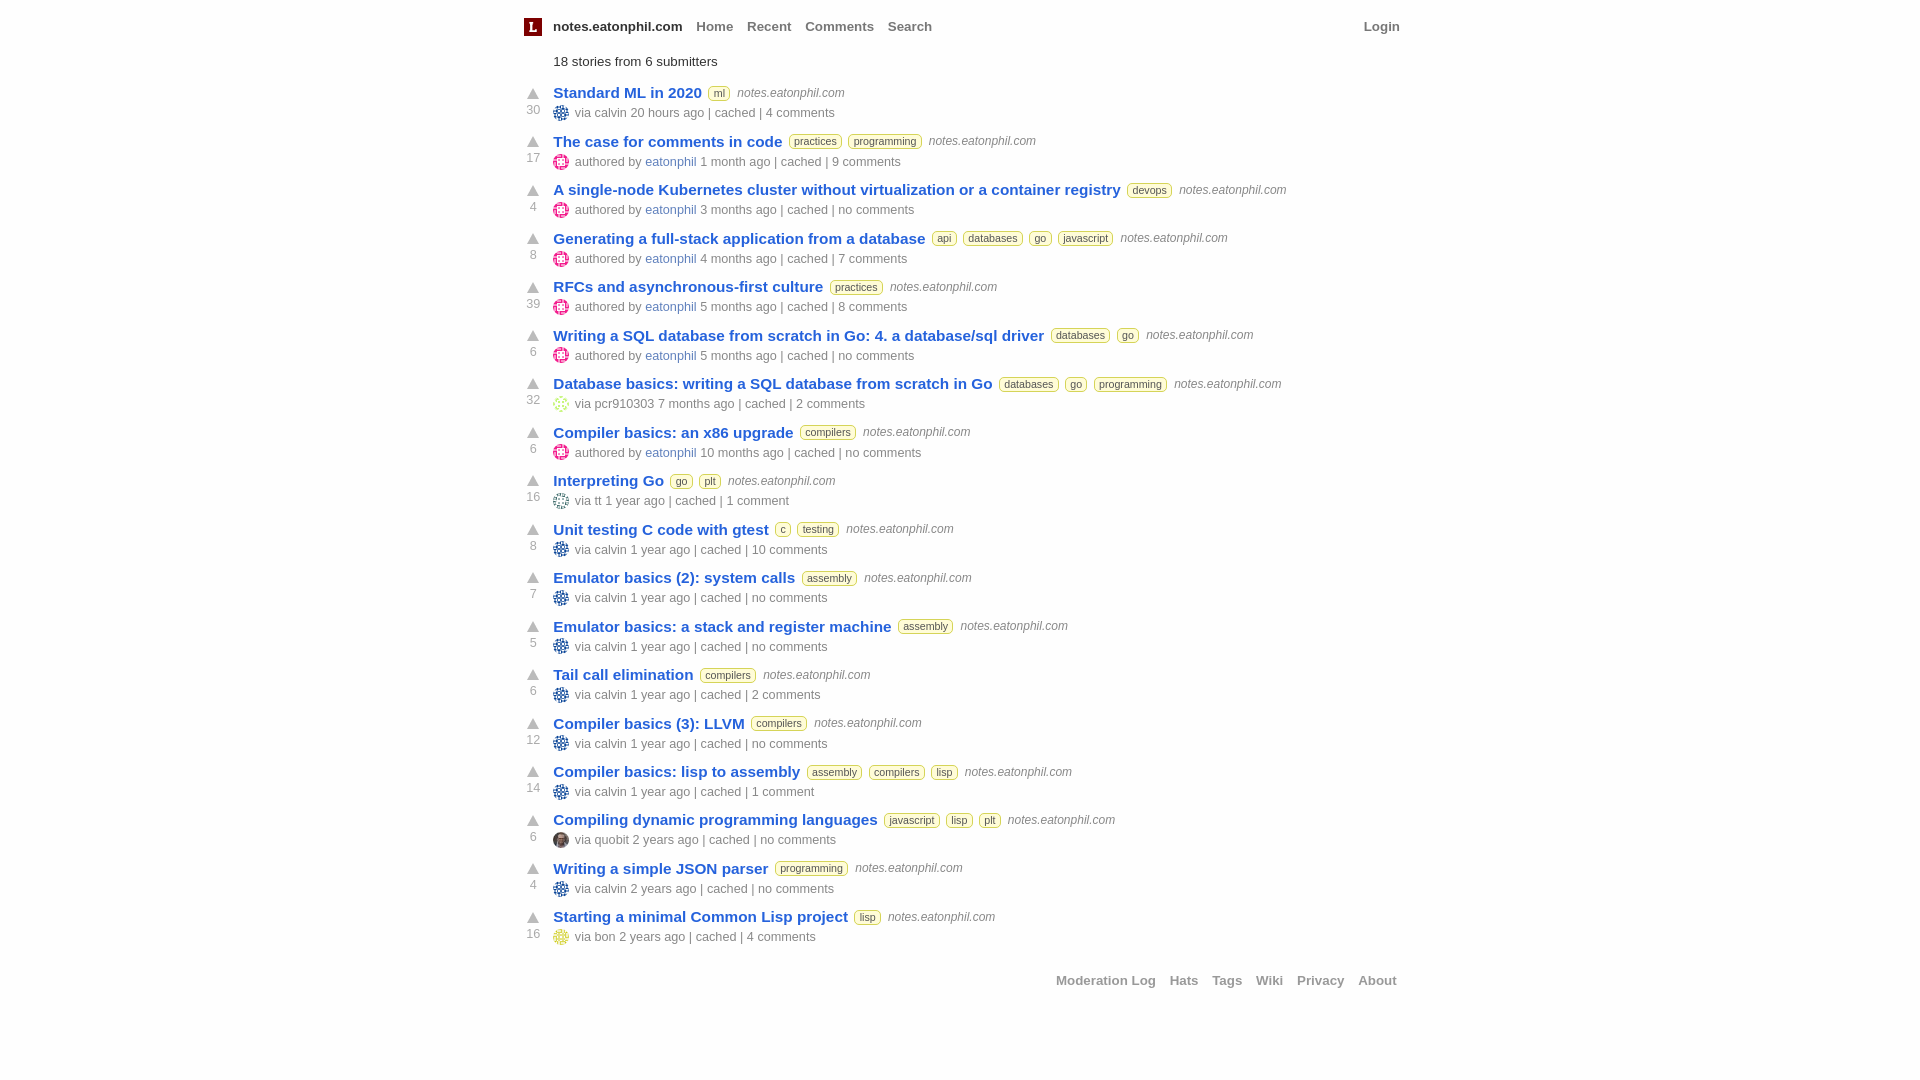 L notes.eatonphil.com Home Recent Comments Search Login
18 stories from 6 submitters
Standard ML in 2020 ml notes.eatonphil.com
30 via calvin 20 hours ago | cached | 4 comments
The case for comments in code practices programming notes.eatonphil.com
17 authored by eatonphil 1 month ago | cached | 9 comments
A single-node Kubernetes cluster without virtualization or a container registry devops notes.eatonphil.com
4 authored by eatonphil 3 months ago | cached | no comments
Generating a full-stack application from a database api databases go javascript notes.eatonphil.com
8 authored by eatonphil 4 months ago | cached | 7 comments
RFCs and asynchronous-first culture practices notes.eatonphil.com
39 authored by eatonphil 5 months ago | cached | 8 comments
Writing a SQL database from scratch in Go: 4. a database/sql driver databases go notes.eatonphil.com
6 authored by eatonphil 5 months ago | cached | no comments
Database basics: writing a SQL database from scratch in Go databases go programming notes.eatonphil.com
32 via pcr910303 7 months ago | cached | 2 comments
Compiler basics: an x86 upgrade compilers notes.eatonphil.com
6 authored by eatonphil 10 months ago | cached | no comments
Interpreting Go go plt notes.eatonphil.com
16 via tt 1 year ago | cached | 1 comment
Unit testing C code with gtest c testing notes.eatonphil.com
8 via calvin 1 year ago | cached | 10 comments
Emulator basics (2): system calls assembly notes.eatonphil.com
7 via calvin 1 year ago | cached | no comments
Emulator basics: a stack and register machine assembly notes.eatonphil.com
5 via calvin 1 year ago | cached | no comments
Tail call elimination compilers notes.eatonphil.com
6 via calvin 1 year ago | cached | 2 comments
Compiler basics (3): LLVM compilers notes.eatonphil.com
12 via calvin 1 year ago | cached | no comments
Compiler basics: lisp to assembly assembly compilers lisp notes.eatonphil.com
14 via calvin 1 year ago | cached | 1 comment
Compiling dynamic programming languages javascript lisp plt notes.eatonphil.com
6 via quobit 2 years ago | cached | no comments
Writing a simple JSON parser programming notes.eatonphil.com
4 via calvin 2 years ago | cached | no comments
Starting a minimal Common Lisp project lisp notes.eatonphil.com
16 via bon 2 years ago | cached | 4 comments
Moderation Log Hats Tags Wiki Privacy About